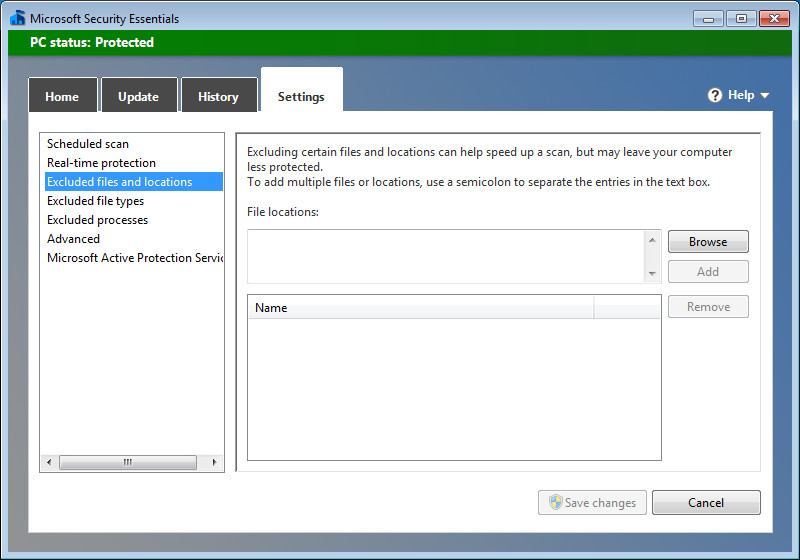 Microsoft Security Essentials
PC status: Protected
Home
Update
History
Settings
? Help
Scheduled scan
Real-time protection
Excluded files and locations
Excluded file types
Excluded processes
Advanced
Microsoft Active Protection Servic
Excluding certain files and locations can help speed up a scan, but may leave your computer
less protected.
To add multiple files or locations, use a semicolon to separate the entries in the text box.
File locations:
Browse
Add
Name
Remove
Save changes
Cancel